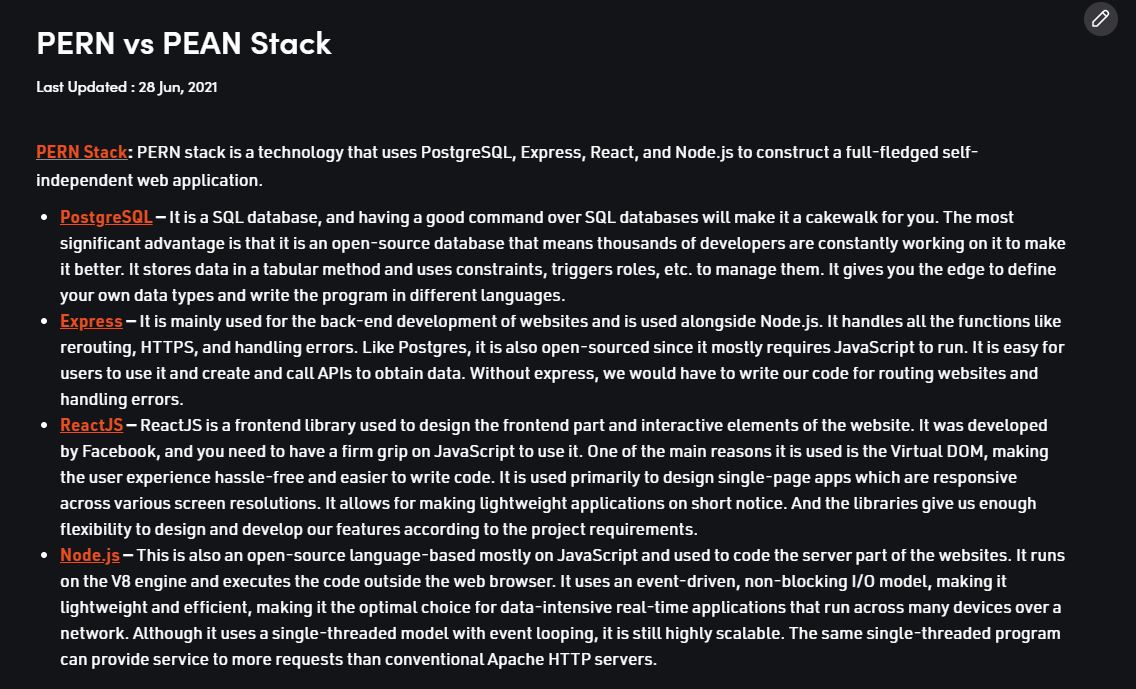 PERN vs PEAN Stack
Last Updated : 28 Jun, 2021
PERN Stack: PERN stack is a technology that uses PostgreSQL, Express, React, and Node.js to construct a full-fledged self-
independent web application.
• PostgreSQL – It is a SQL database, and having a good command over SQL databases will make it a cakewalk for you. The most
significant advantage is that it is an open-source database that means thousands of developers are constantly working on it to make
it better. It stores data in a tabular method and uses constraints, triggers roles, etc. to manage them. It gives you the edge to define
your own data types and write the program in different languages.
• Express – It is mainly used for the back-end development of websites and is used alongside Node.js. It handles all the functions like
rerouting, HTTPS, and handling errors. Like Postgres, it is also open-sourced since it mostly requires JavaScript to run. It is easy for
users to use it and create and call APIs to obtain data. Without express, we would have to write our code for routing websites and
handling errors.
• ReactJS – ReactJS is a frontend library used to design the frontend part and interactive elements of the website. It was developed
by Facebook, and you need to have a firm grip on JavaScript to use it. One of the main reasons it is used is the Virtual DOM, making
the user experience hassle-free and easier to write code. It is used primarily to design single-page apps which are responsive
across various screen resolutions. It allows for making lightweight applications on short notice. And the libraries give us enough
flexibility to design and develop our features according to the project requirements.
• Node.js – This is also an open-source language-based mostly on JavaScript and used to code the server part of the websites. It runs
on the V8 engine and executes the code outside the web browser. It uses an event-driven, non-blocking I/O model, making it
lightweight and efficient, making it the optimal choice for data-intensive real-time applications that run across many devices over a
network. Although it uses a single-threaded model with event looping, it is still highly scalable. The same single-threaded program
can provide service to more requests than conventional Apache HTTP servers.